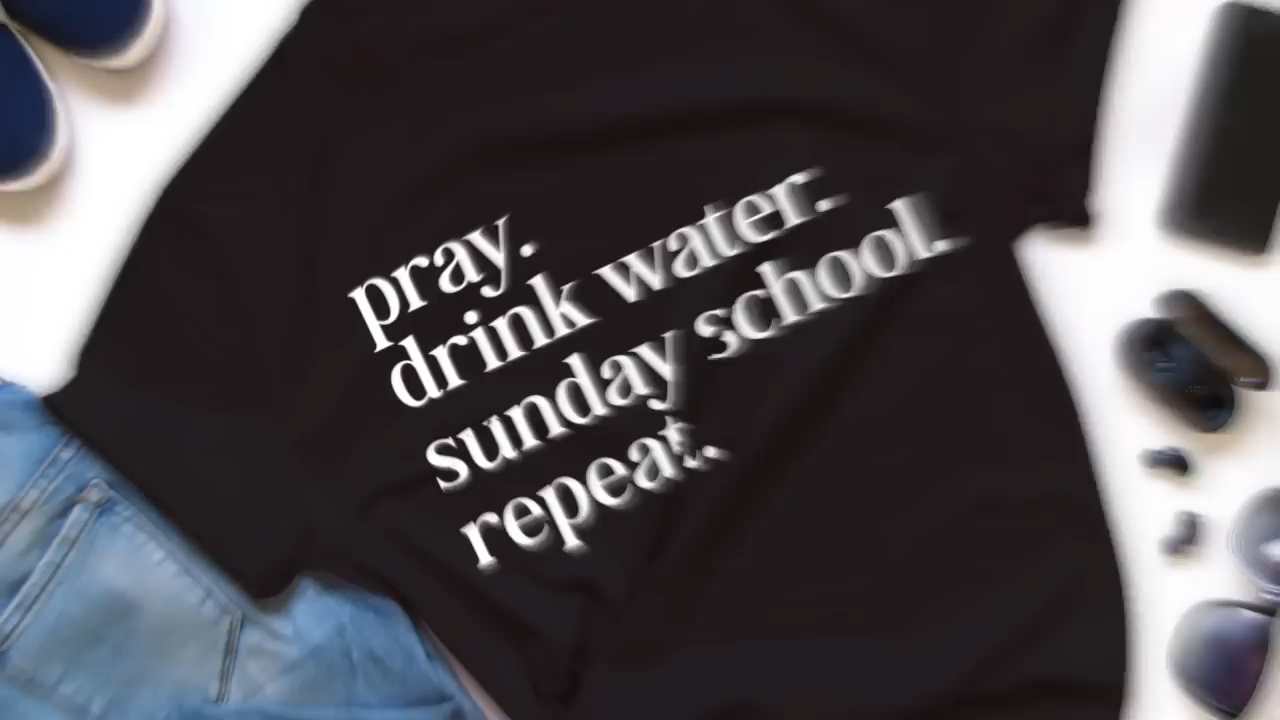 pray.
drink water.
sunday school.
repeat.